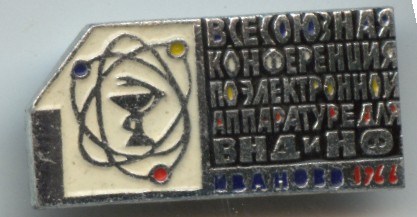 ВСЕСОЮЗНАЯ
КОНФЕРЕНЦИЯ
ПО ЭЛЕКТРОННОЙ
АППАРАТУРЕ ДЛЯ
ВНД и НФ
ИВАНОВО 1966